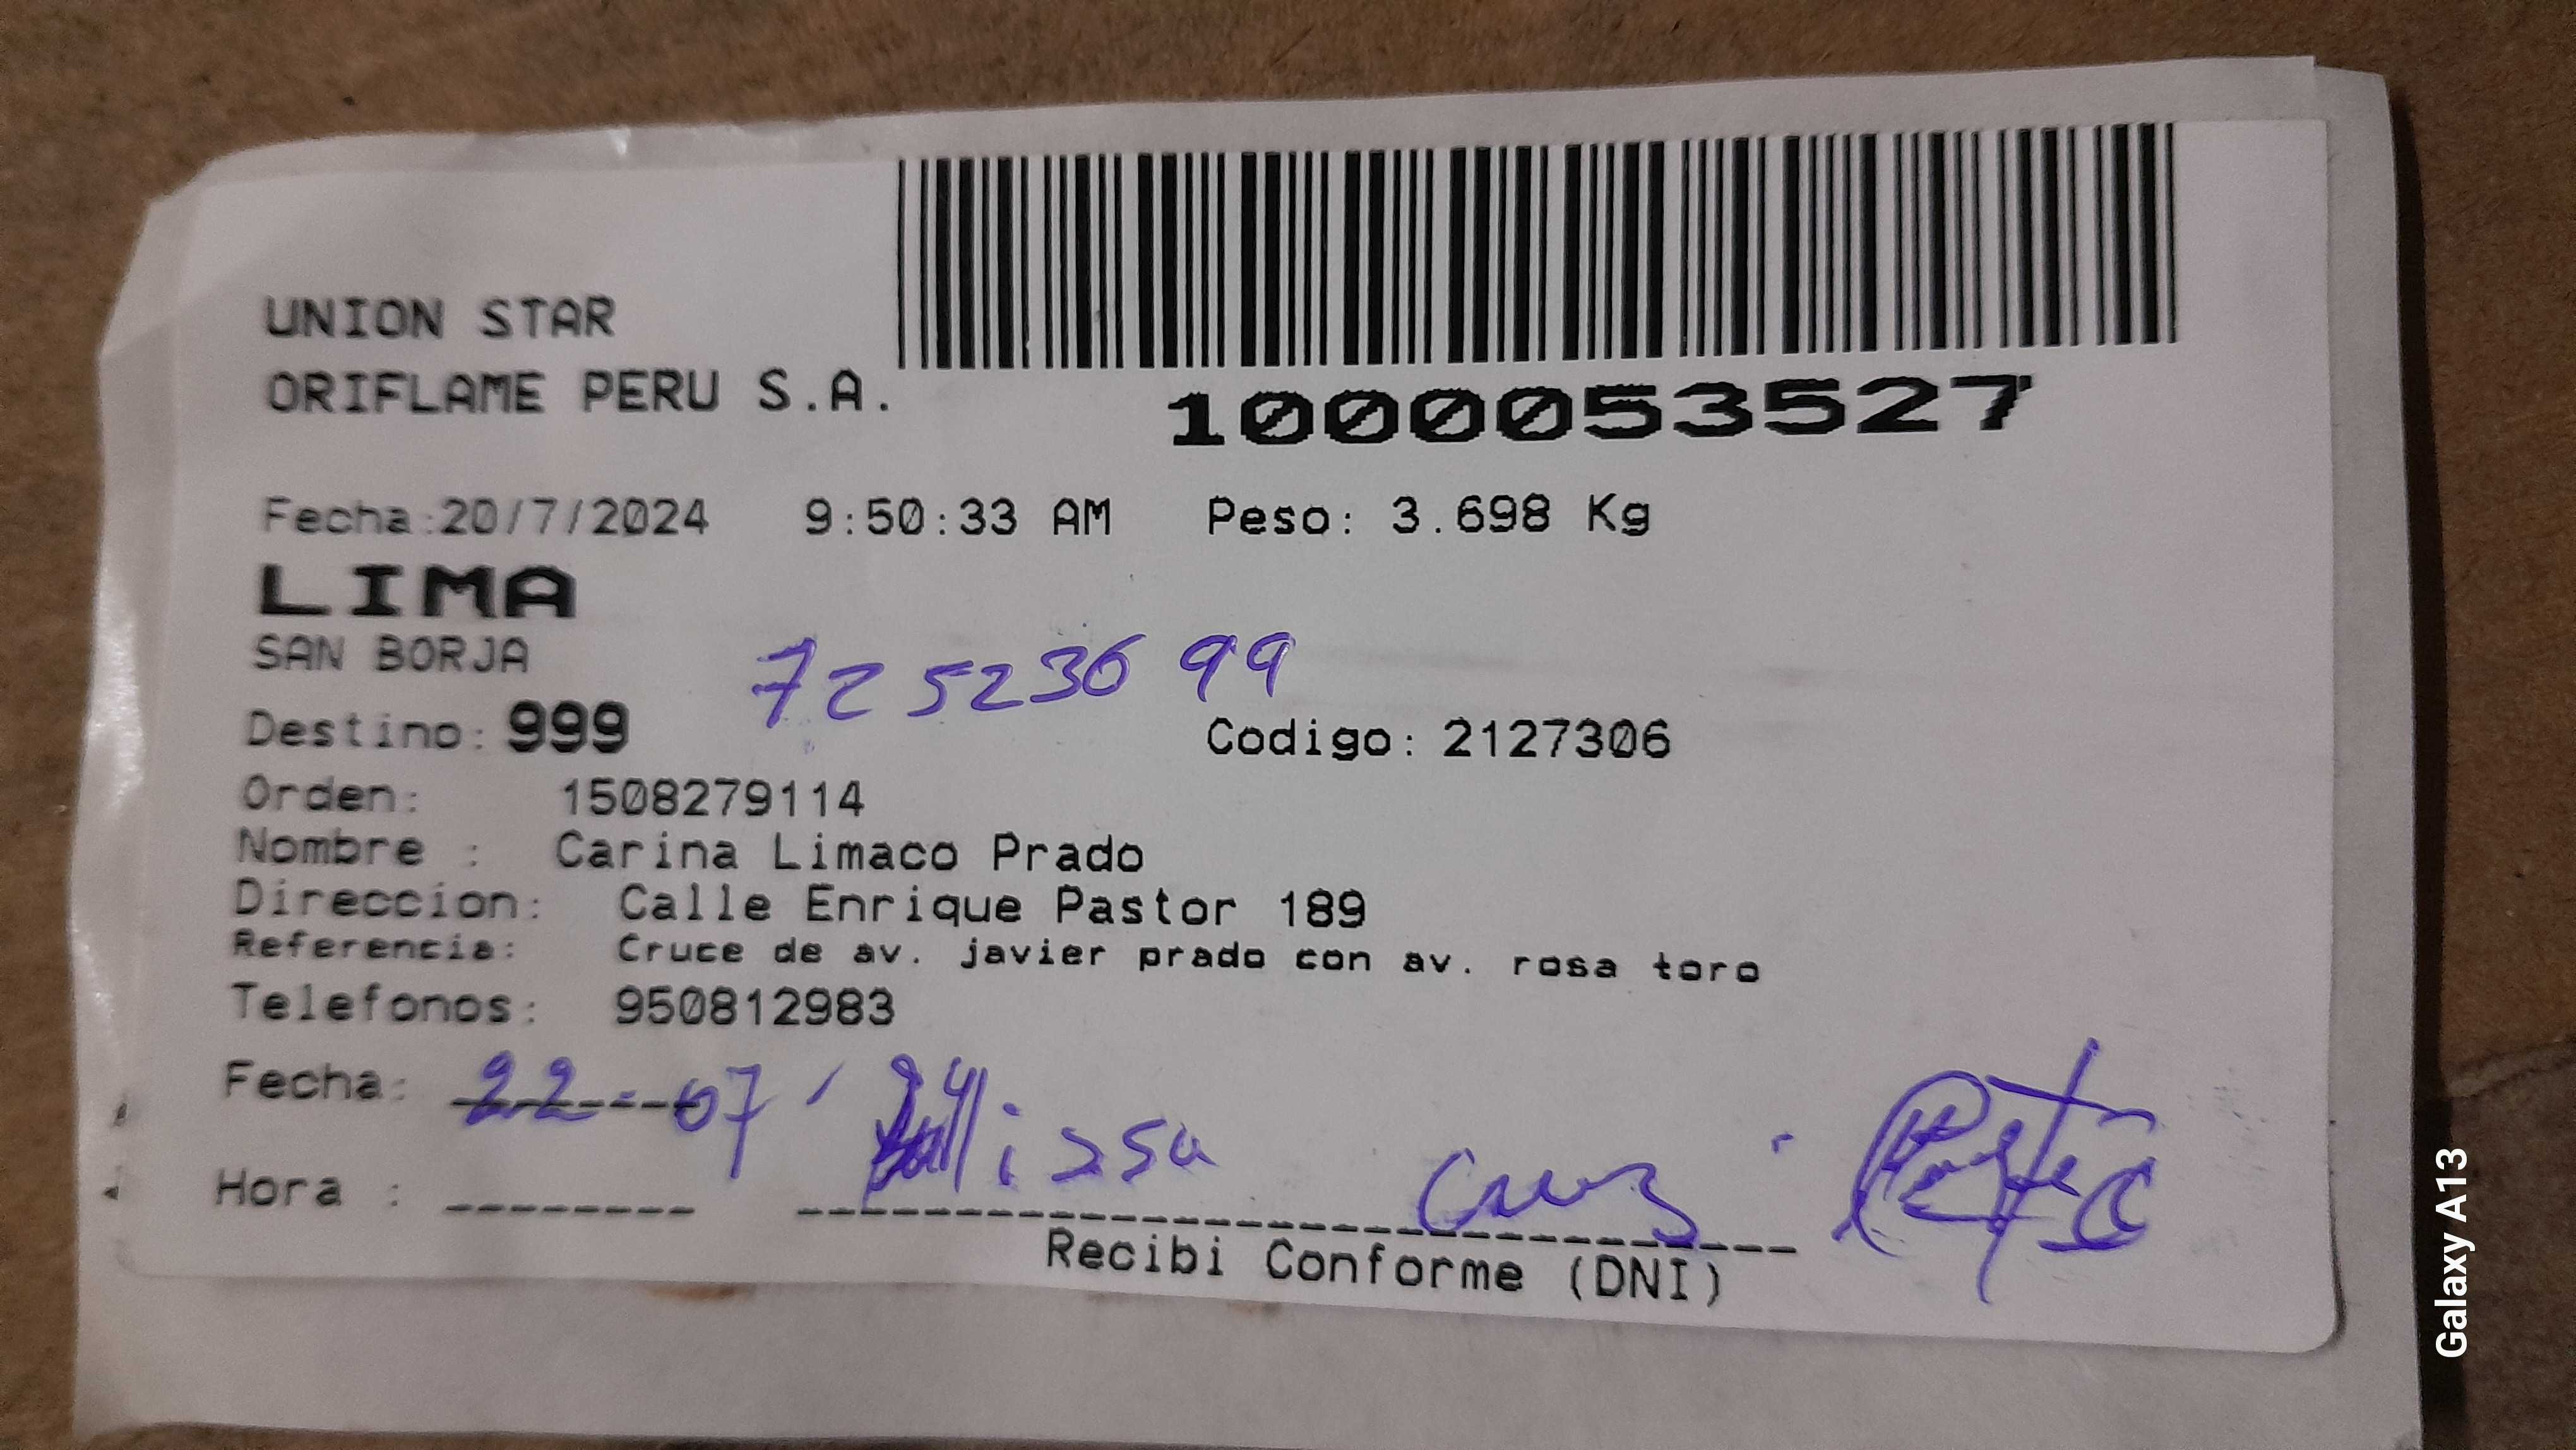 UNION STAR
ORIFLAME PERU S.A.
1000053527
Fecha:20/7/2024 9:50:33 AM Peso: 3.698 Kg
LIMA
SAN BORJA
72523699
Destino: 999 Codigo: 2127306
Orden: 1508279114
Nombre : Carina Limaco Prado
Direccion: Calle Enrique Pastor 189
Referencia: Cruce de av. javier prado con av. rosa toro
Telefonos: 950812983
Fecha: 22-07-24
Hora : Cruz
Recibi Conforme (DNI)
Galaxy A13